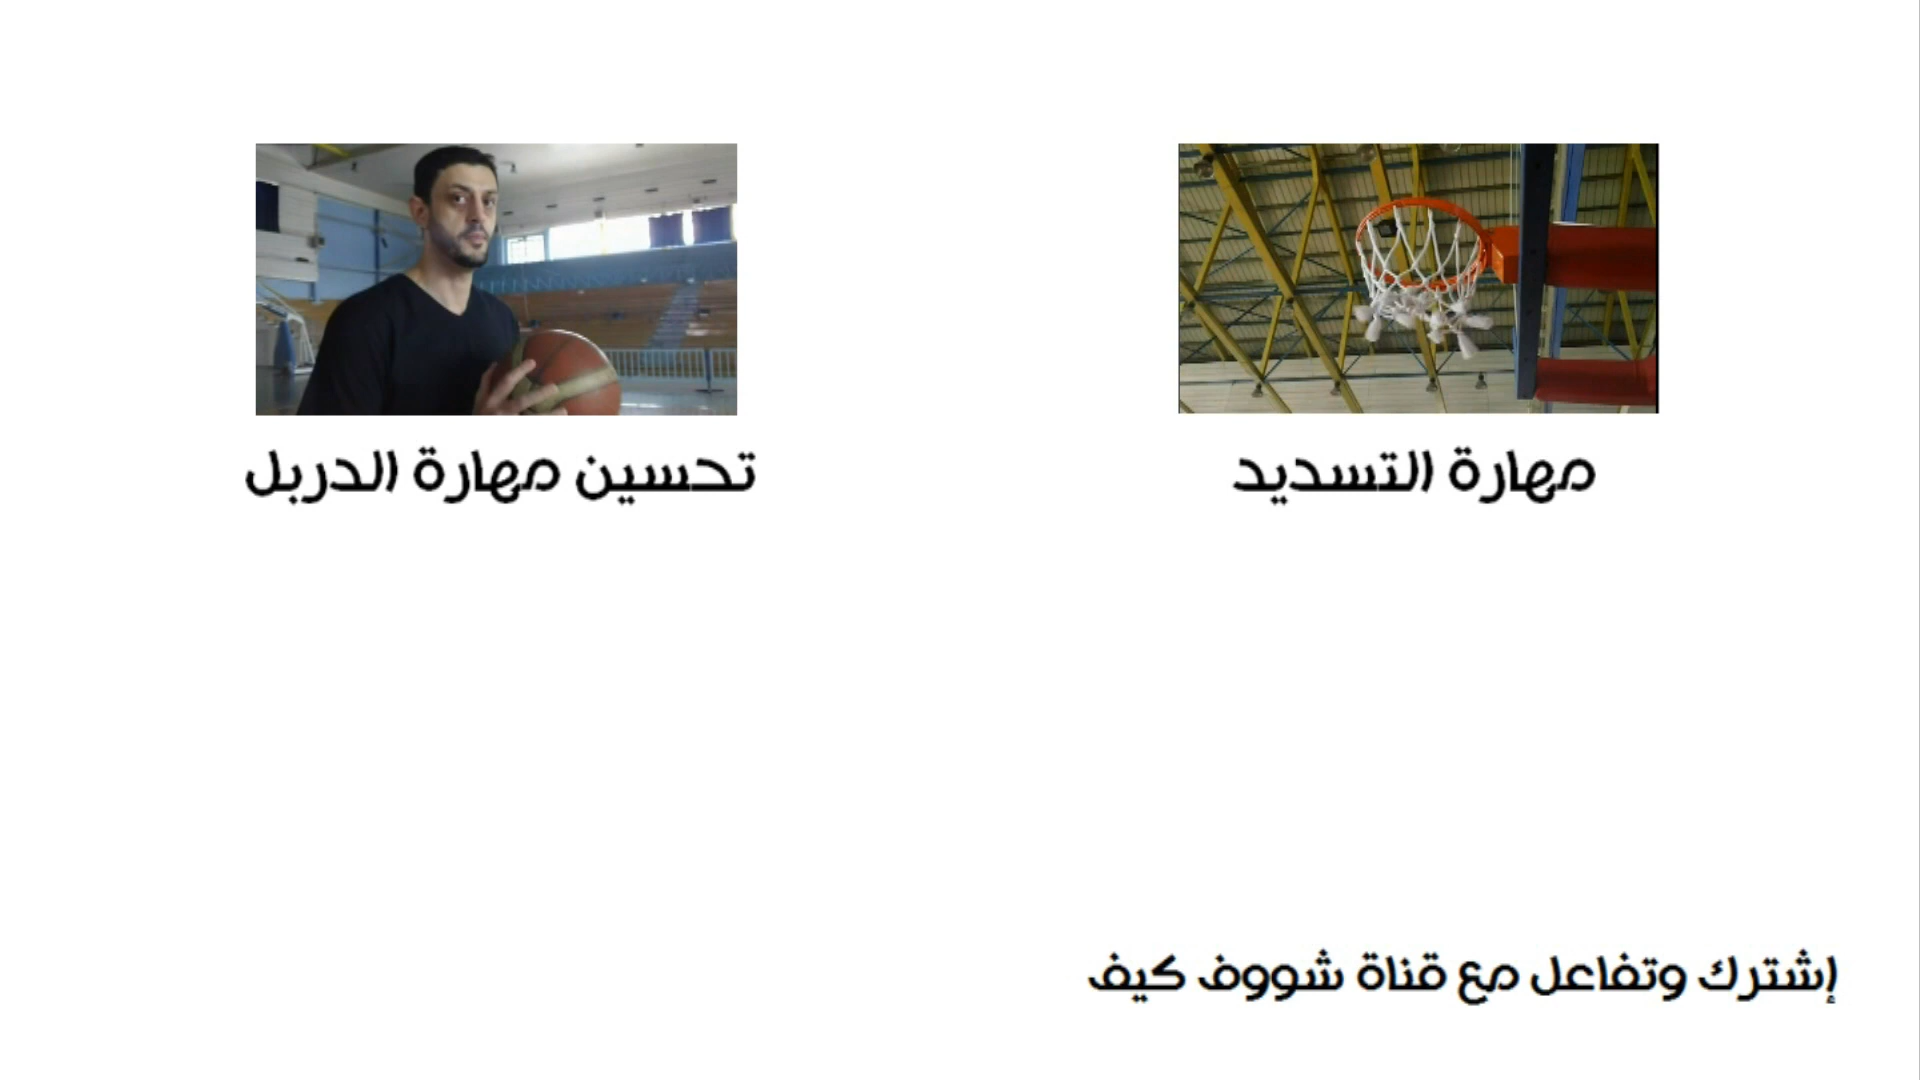 مهارة التسديد
تحسين مهارة الدربل
إشترك وتفاعل مع قناة شووف كيف